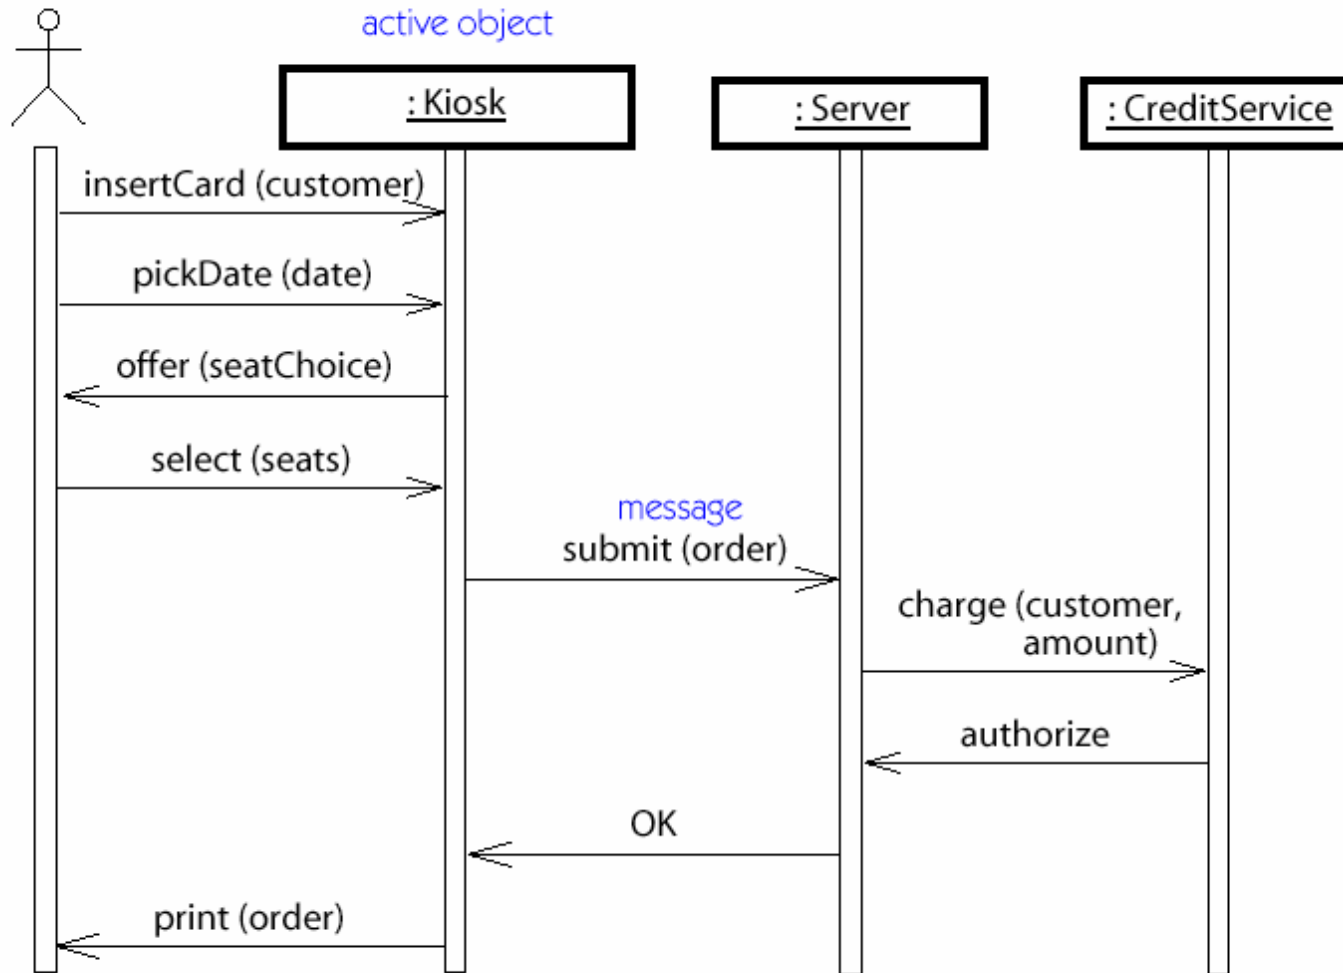 active object
: Kiosk
: Server
: CreditService
insertCard (customer)
pickDate (date)
offer (seatChoice)
select (seats)
message
submit (order)
charge (customer,
amount)
authorize
OK
print (order)